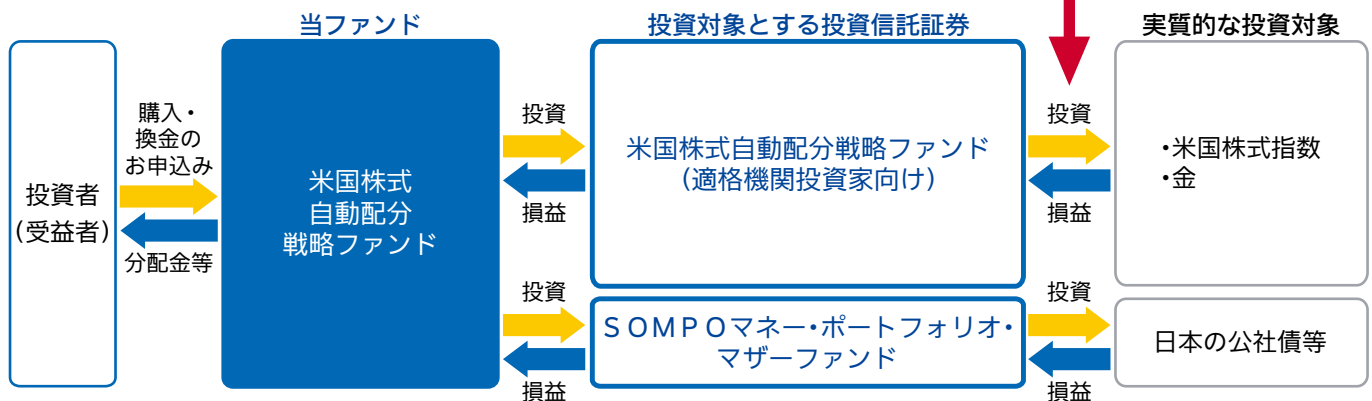 当ファンド
投資対象とする投資信託証券
実質的な投資対象
投資者
(受益者)
購入・
換金の
お申込み
分配金等
米国株式
自動配分
戦略ファンド
投資
損益
米国株式自動配分戦略ファンド
(適格機関投資家向け)
投資
損益
・米国株式指数
・金
投資
損益
ＳＯＭＰＯマネー・ポートフォリオ・
マザーファンド
投資
損益
日本の公社債等